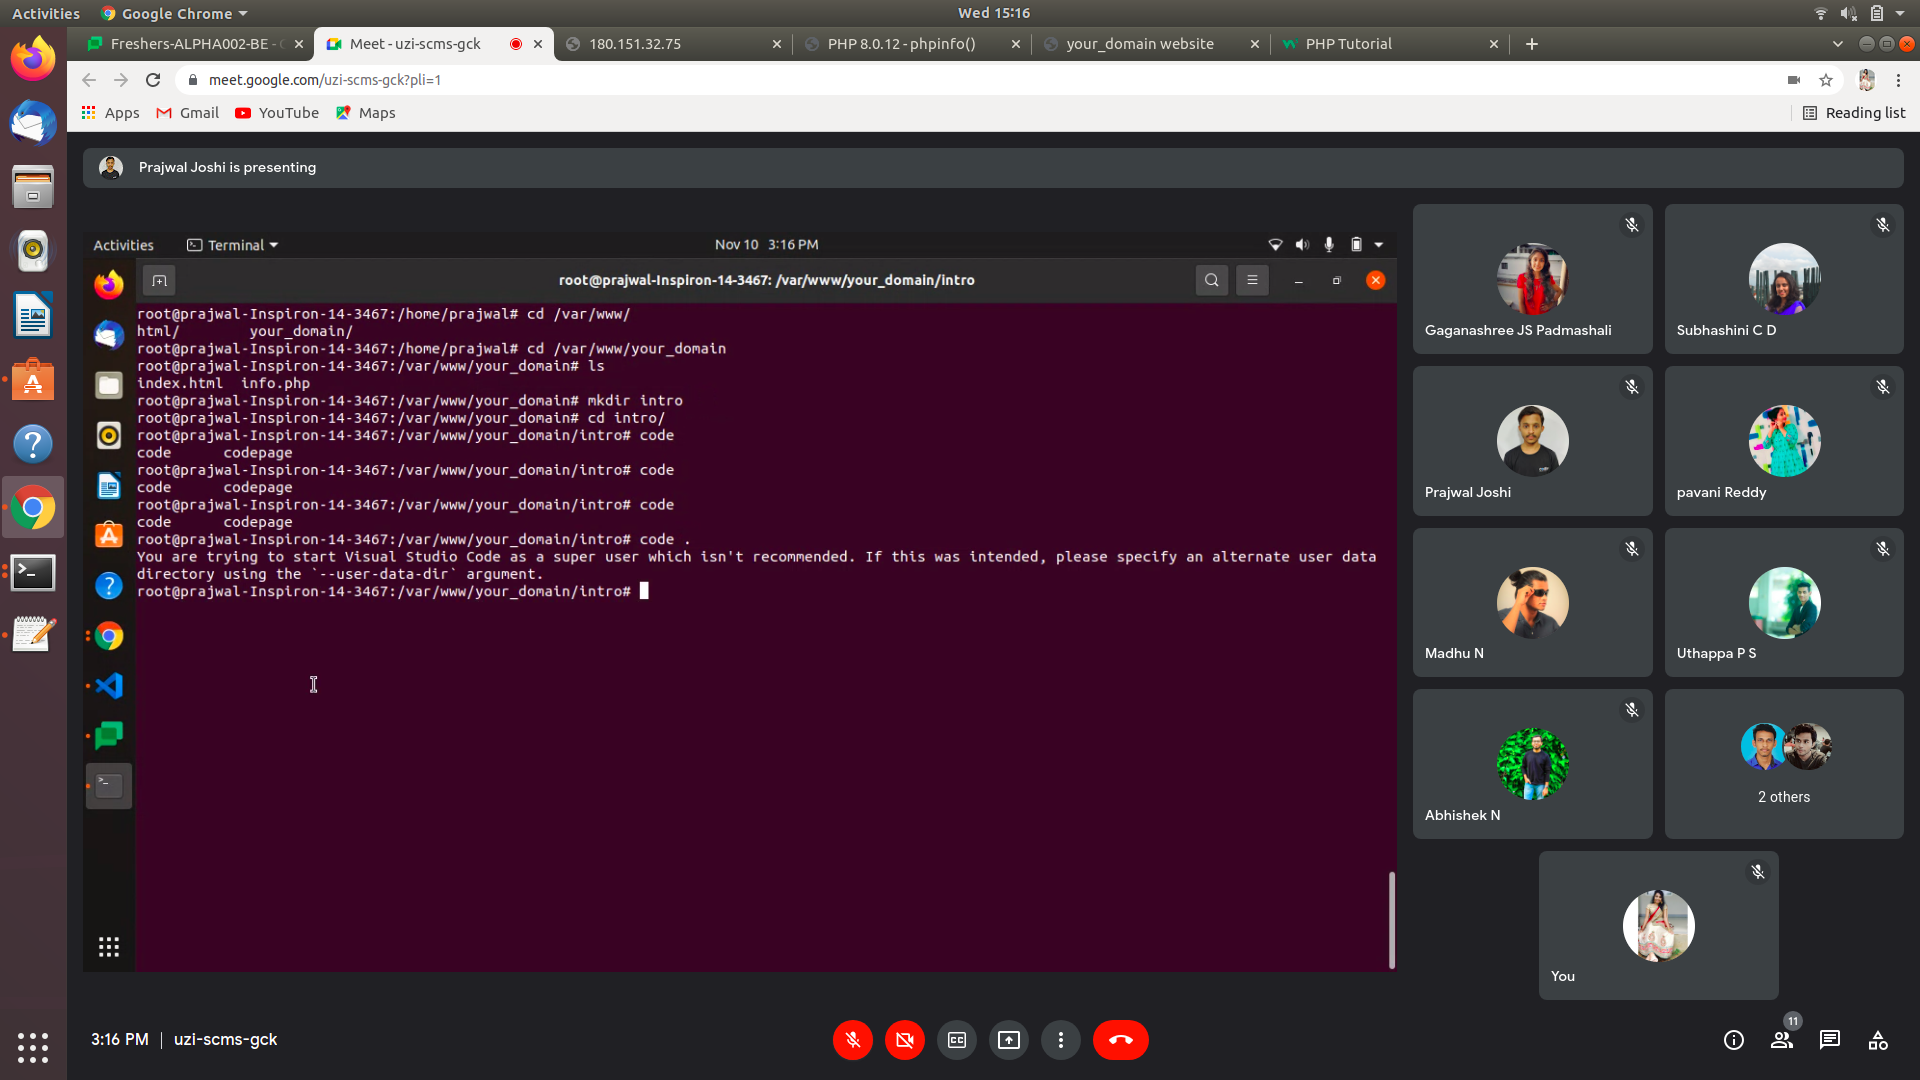 Activities Google Chrome Wed 15:16
Freshers-ALPHA002-BE - Meet - uzi-scms-gck 180.151.32.75 PHP 8.0.12 - phpinfo() your_domain website PHP Tutorial
meet.google.com/uzi-scms-gck?pli=1
Apps Gmail YouTube Maps Reading list
Prajwal Joshi is presenting
Activities Terminal Nov 10 3:16 PM
root@prajwal-Inspiron-14-3467: /var/www/your_domain/intro
root@prajwal-Inspiron-14-3467:/home/prajwal# cd /var/www/
html/ your_domain/
root@prajwal-Inspiron-14-3467:/home/prajwal# cd /var/www/your_domain
root@prajwal-Inspiron-14-3467:/var/www/your_domain# ls
index.html info.php
root@prajwal-Inspiron-14-3467:/var/www/your_domain# mkdir intro
root@prajwal-Inspiron-14-3467:/var/www/your_domain# cd intro/
root@prajwal-Inspiron-14-3467:/var/www/your_domain/intro# code
code codepage
root@prajwal-Inspiron-14-3467:/var/www/your_domain/intro# code
code codepage
root@prajwal-Inspiron-14-3467:/var/www/your_domain/intro# code
code codepage
root@prajwal-Inspiron-14-3467:/var/www/your_domain/intro# code .
You are trying to start Visual Studio Code as a super user which isn't recommended. If this was intended, please specify an alternate user data
directory using the `--user-data-dir` argument.
root@prajwal-Inspiron-14-3467:/var/www/your_domain/intro#
Gaganashree JS Padmashali
Subhashini C D
Prajwal Joshi
pavani Reddy
Madhu N
Uthappa P S
Abhishek N
2 others
You
3:16 PM | uzi-scms-gck
11